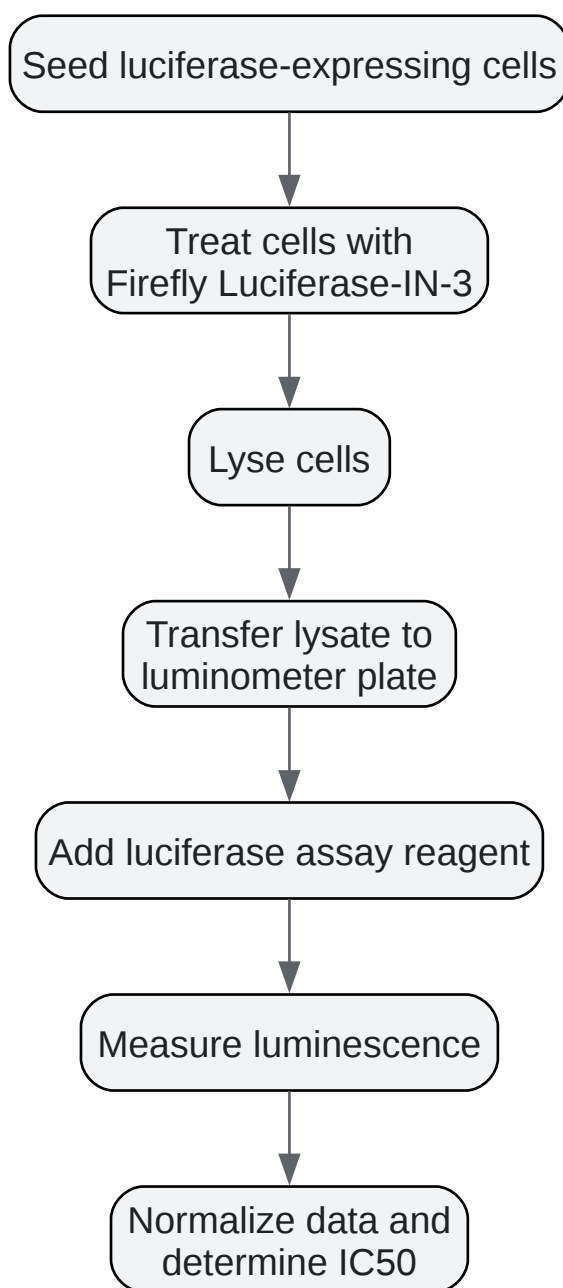 Seed luciferase-expressing cells
Treat cells with
Firefly Luciferase-IN-3
Lyse cells
Transfer lysate to
luminometer plate
Add luciferase assay reagent
Measure luminescence
Normalize data and
determine IC50